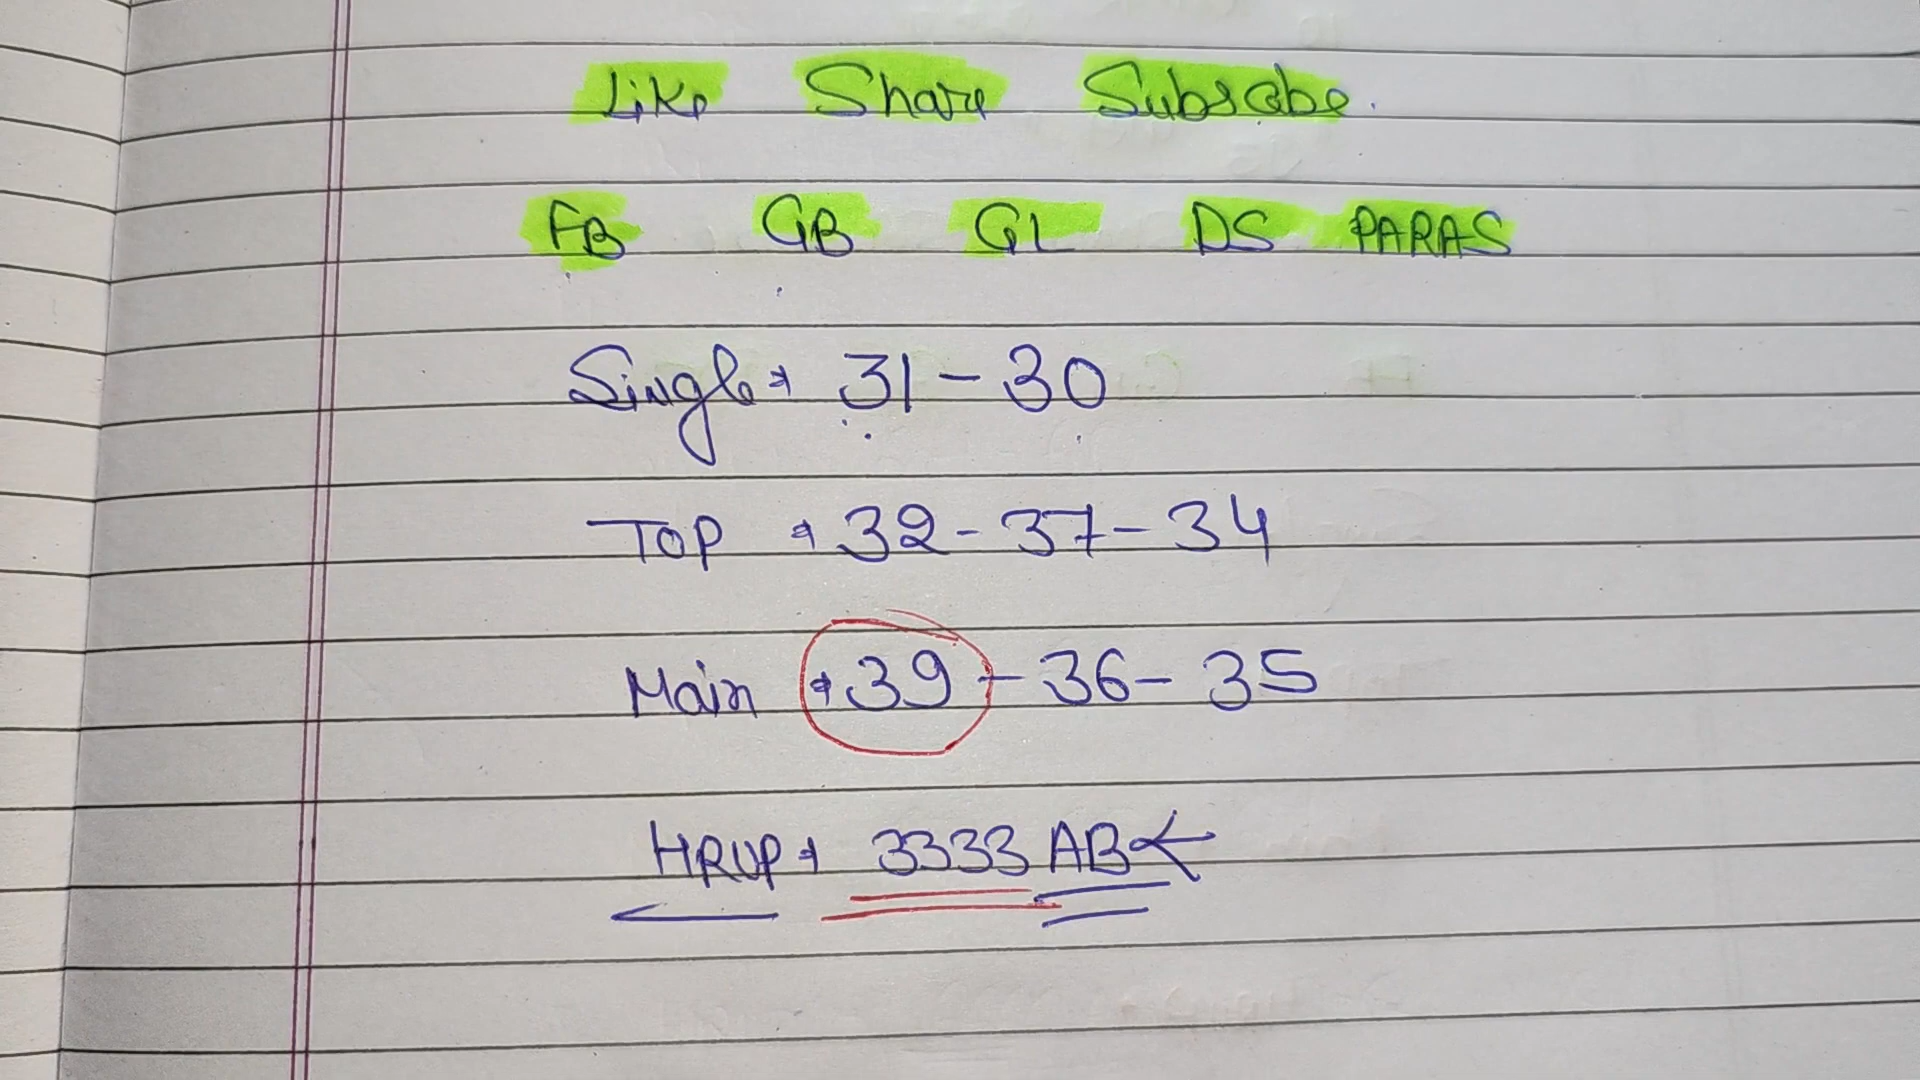 Like Share Subscabe.
FB GB GL DS PARAS
Single → 31 - 30
TOP → 32 - 37 - 34
Main → 39 - 36 - 35
HRUP → 3333 AB ←